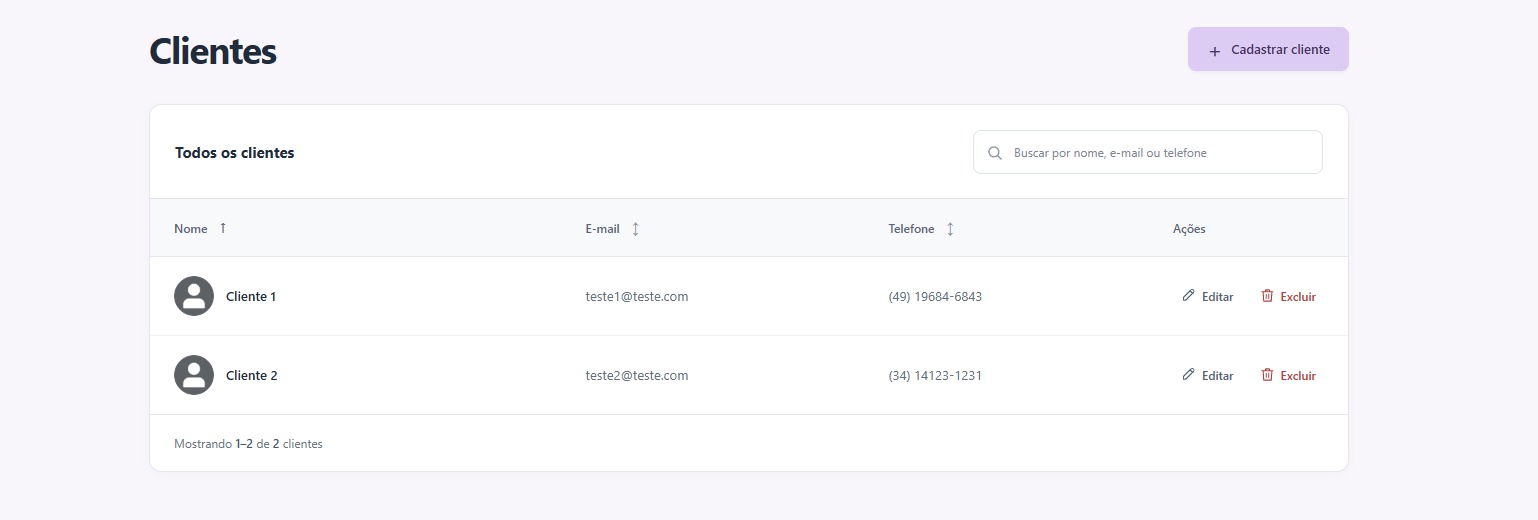 Clientes
+ Cadastrar cliente
Todos os clientes
Buscar por nome, e-mail ou telefone
Nome ↑ E-mail ↕ Telefone ↕ Ações
Cliente 1 teste1@teste.com (49) 19684-6843 Editar Excluir
Cliente 2 teste2@teste.com (34) 14123-1231 Editar Excluir
Mostrando 1–2 de 2 clientes